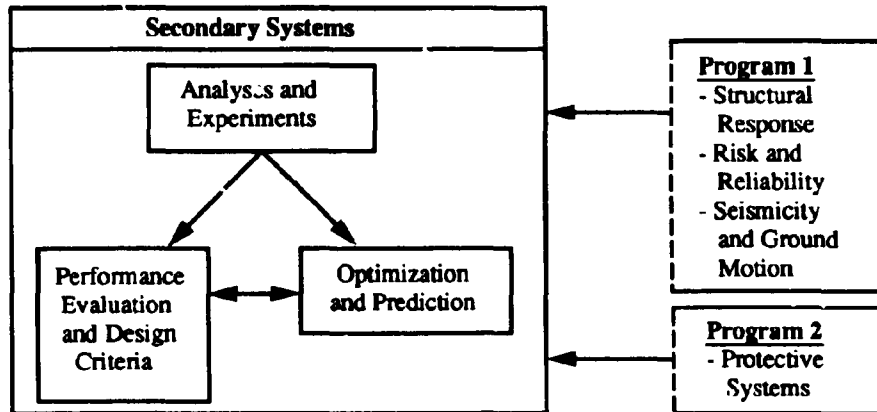 Secondary Systems
Analyses and
Experiments
Performance
Evaluation
and Design
Criteria
Optimization
and Prediction
Program 1
- Structural
Response
- Risk and
Reliability
- Seismicity
and Ground
Motion
Program 2
- Protective
Systems